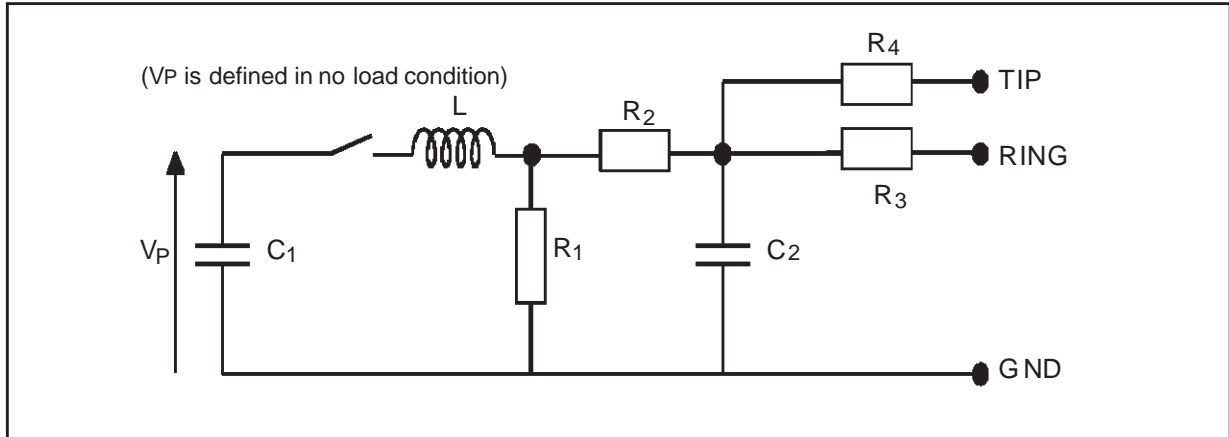 R4
(VP is defined in no load condition)
TIP
L
R2
RING
R3
VP
C1
R1
C2
GND